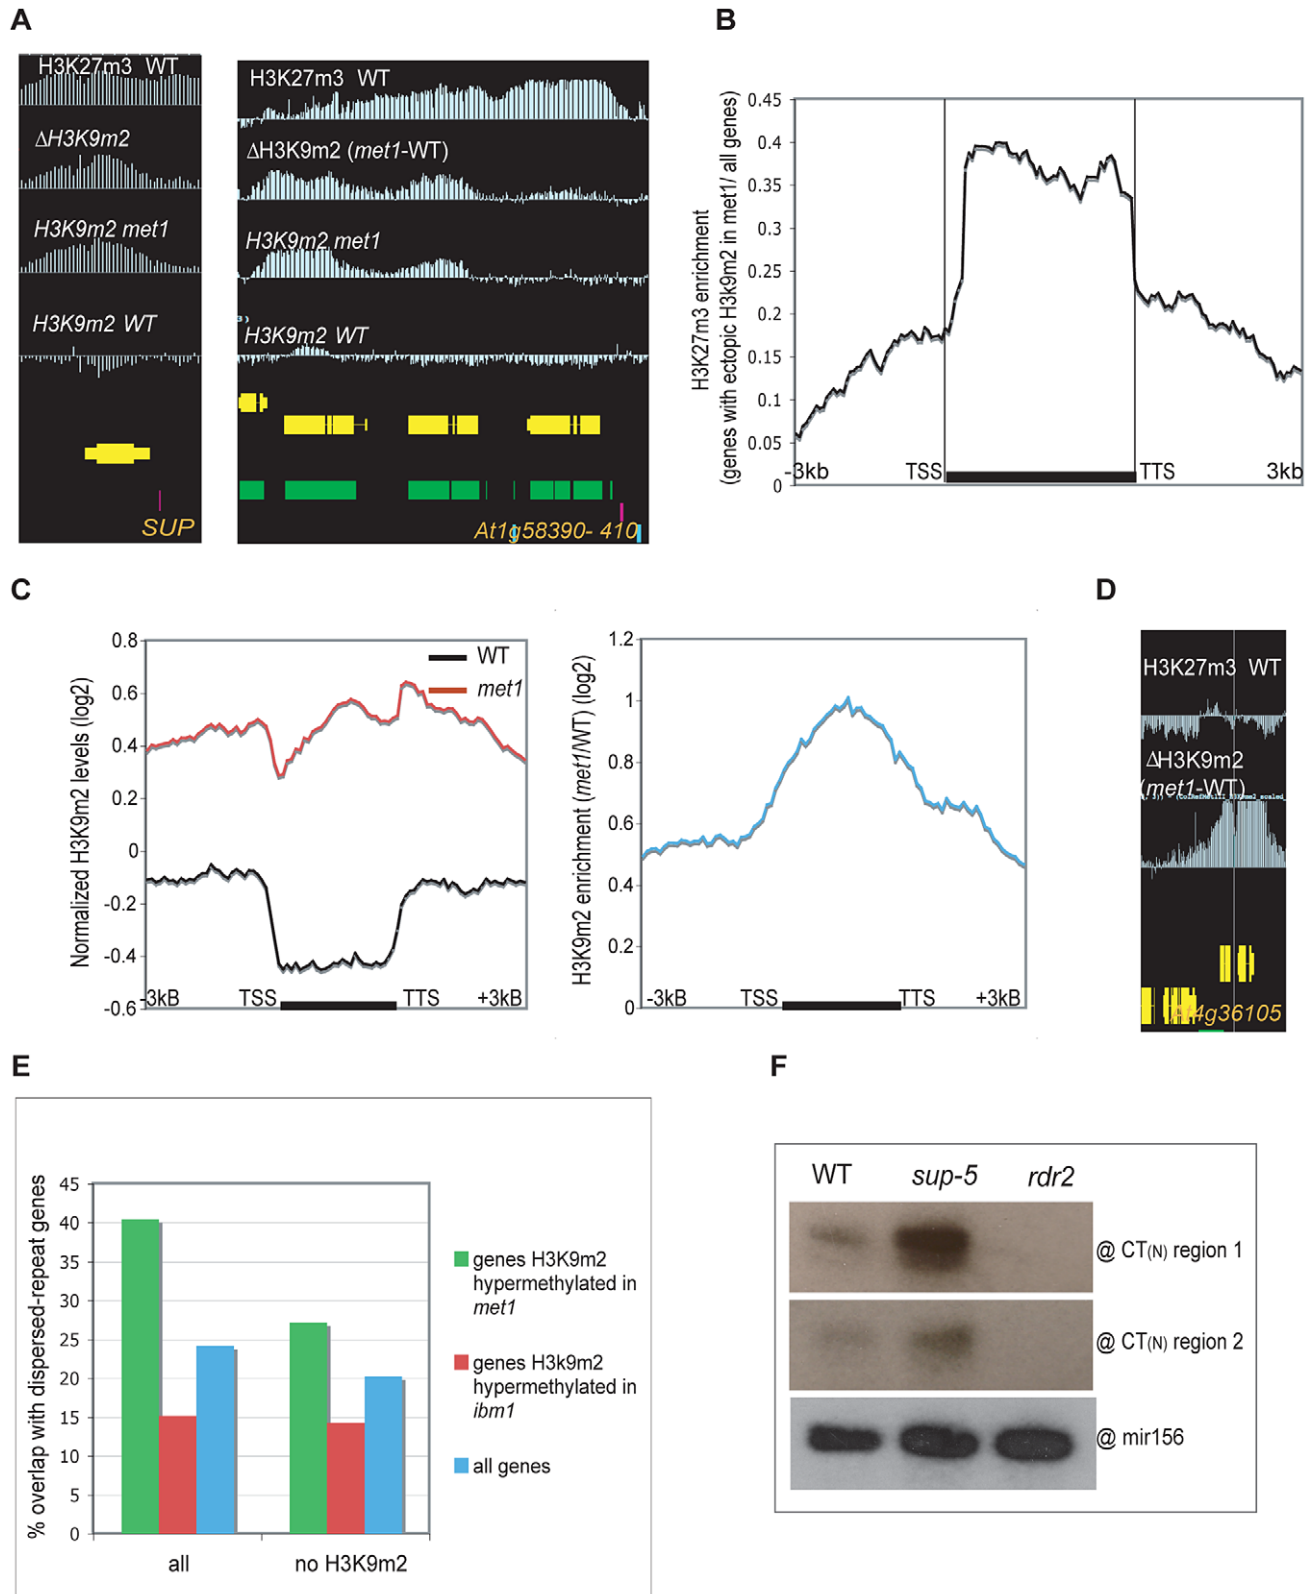 A
H3K27m3 WT
ΔH3K9m2
H3K9m2 met1
H3K9m2 WT
SUP
H3K27m3 WT
ΔH3K9m2 (met1-WT)
H3K9m2 met1
H3K9m2 WT
At1g58390- 410
B
H3K27m3 enrichment
(genes with ectopic H3k9m2 in met1/ all genes)
0.45
0.4
0.35
0.3
0.25
0.2
0.15
0.1
0.05
0
-3kb
TSS
TTS
3kb
C
Normalized H3K9m2 levels (log2)
0.8
0.6
0.4
0.2
0
-0.2
-0.4
-0.6
WT
met1
-3kB
TSS
TTS
+3kB
H3K9m2 enrichment (met1/WT) (log2)
1.2
1
0.8
0.6
0.4
0.2
0
-3kB
TSS
TTS
+3kB
D
H3K27m3 WT
ΔH3K9m2
(met1-WT)
At4g36105
E
% overlap with dispersed-repeat genes
45
40
35
30
25
20
15
10
5
0
all
no H3K9m2
genes H3K9m2
hypermethylated in
met1
genes H3k9m2
hypermethylated in
ibm1
all genes
F
WT
sup-5
rdr2
@ CT(N) region 1
@ CT(N) region 2
@ mir156